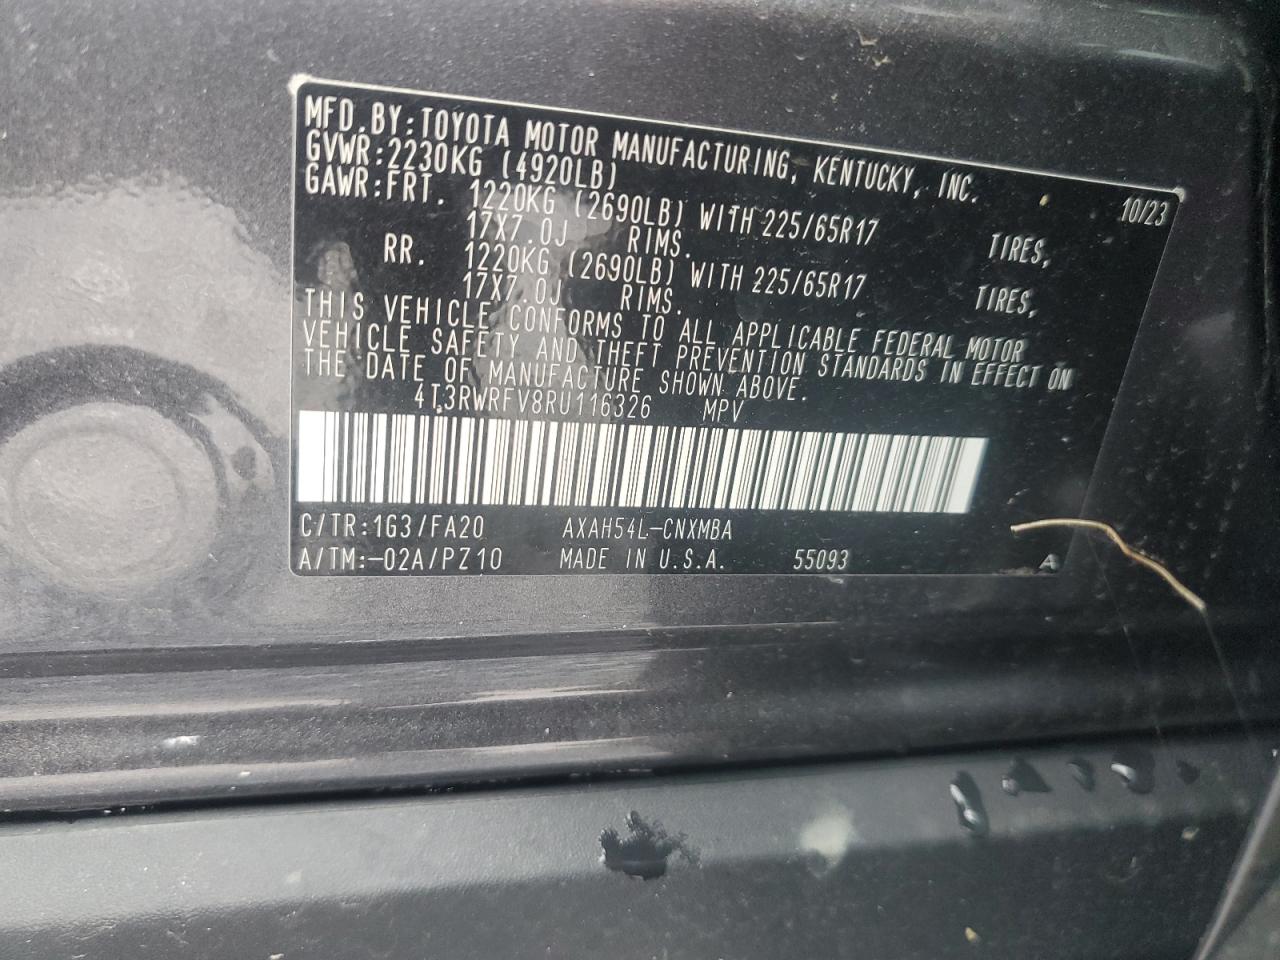 MFD.BY:TOYOTA MOTOR MANUFACTURING, KENTUCKY, INC.
GVWR:2230KG (4920LB) 10/23
GAWR:FRT. 1220KG (2690LB) WITH 225/65R17 TIRES,
17X7.0J RIMS.
RR. 1220KG (2690LB) WITH 225/65R17 TIRES,
17X7.0J RIMS.
THIS VEHICLE CONFORMS TO ALL APPLICABLE FEDERAL MOTOR
VEHICLE SAFETY AND THEFT PREVENTION STANDARDS IN EFFECT ON
THE DATE OF MANUFACTURE SHOWN ABOVE.
4T3RWRFV8RU116326 MPV
C/TR:1G3/FA20 AXAH54L-CNXMBA
A/TM:-02A/PZ10 MADE IN U.S.A. 55093 A